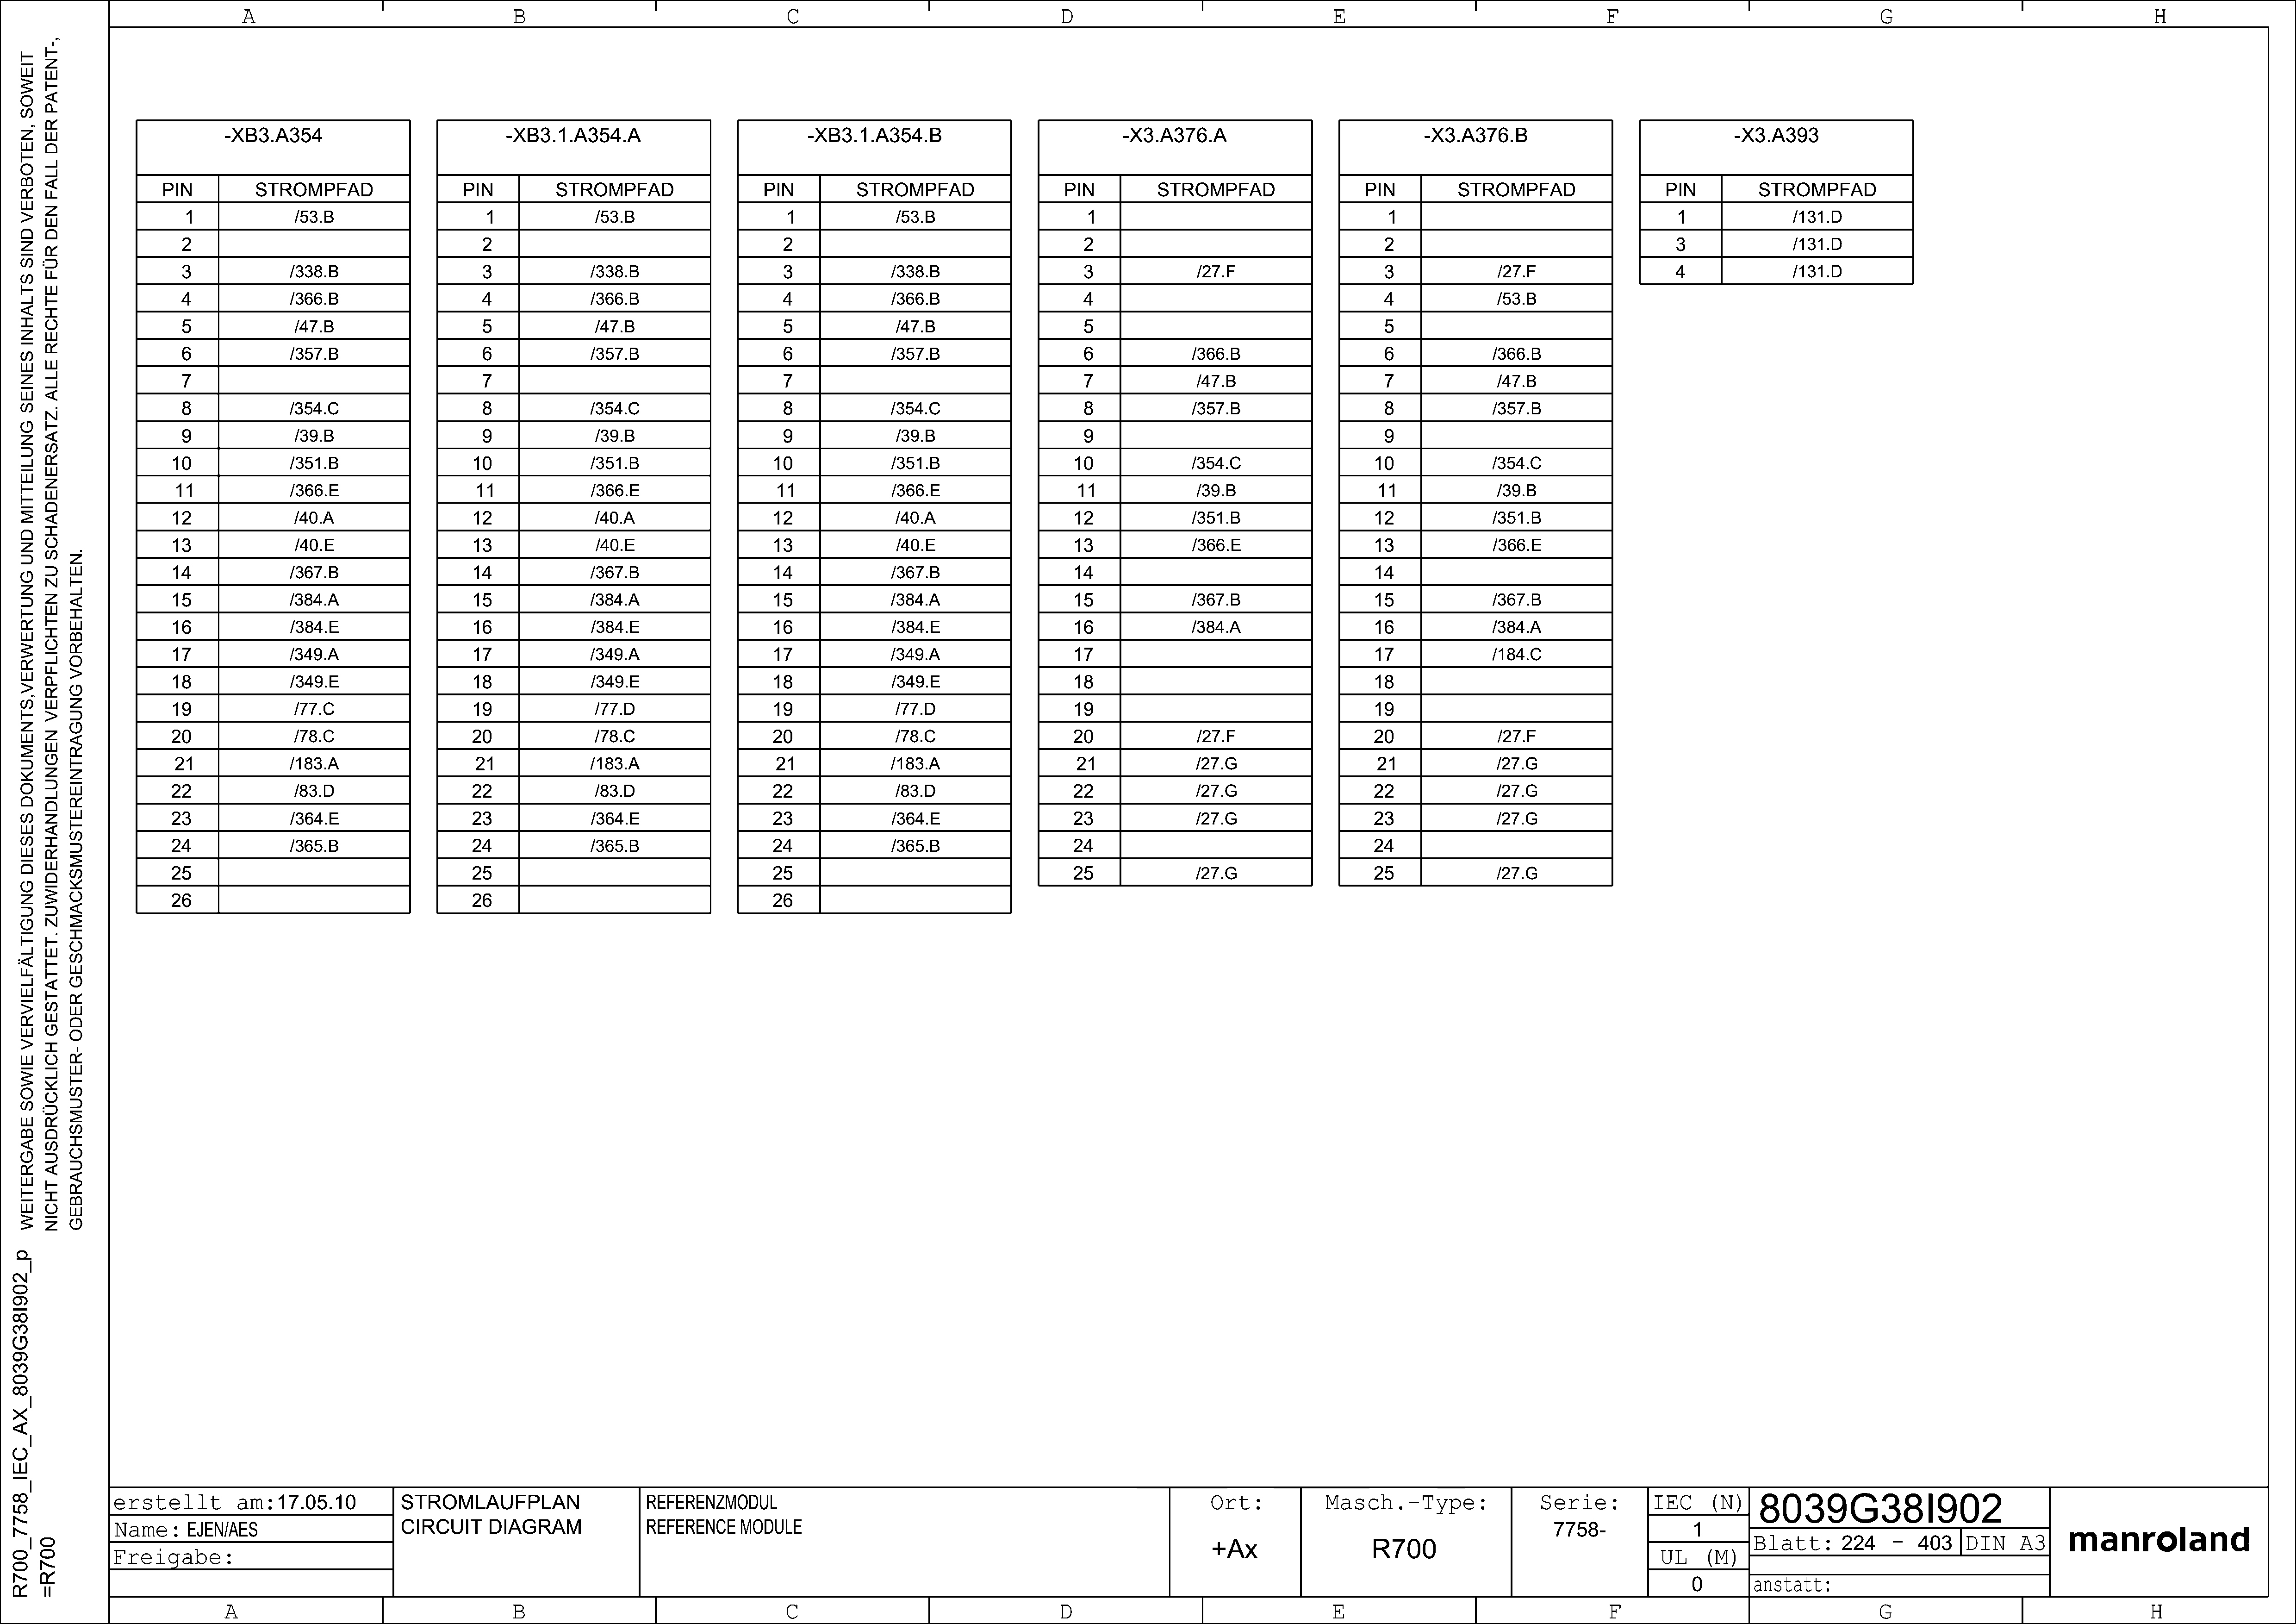 A B C D E F G H
-XB3.A354 -XB3.1.A354.A -XB3.1.A354.B -X3.A376.A -X3.A376.B -X3.A393
PIN STROMPFAD PIN STROMPFAD PIN STROMPFAD PIN STROMPFAD PIN STROMPFAD PIN STROMPFAD
1 /53.B 1 /53.B 1 /53.B 1 1 1 /131.D
2 2 2 2 2 3 /131.D
3 /338.B 3 /338.B 3 /338.B 3 /27.F 3 /27.F 4 /131.D
4 /366.B 4 /366.B 4 /366.B 4 4 /53.B
5 /47.B 5 /47.B 5 /47.B 5 5
6 /357.B 6 /357.B 6 /357.B 6 /366.B 6 /366.B
7 7 7 7 /47.B 7 /47.B
8 /354.C 8 /354.C 8 /354.C 8 /357.B 8 /357.B
9 /39.B 9 /39.B 9 /39.B 9 9
10 /351.B 10 /351.B 10 /351.B 10 /354.C 10 /354.C
11 /366.E 11 /366.E 11 /366.E 11 /39.B 11 /39.B
12 /40.A 12 /40.A 12 /40.A 12 /351.B 12 /351.B
13 /40.E 13 /40.E 13 /40.E 13 /366.E 13 /366.E
14 /367.B 14 /367.B 14 /367.B 14 14
15 /384.A 15 /384.A 15 /384.A 15 /367.B 15 /367.B
16 /384.E 16 /384.E 16 /384.E 16 /384.A 16 /384.A
17 /349.A 17 /349.A 17 /349.A 17 17 /184.C
18 /349.E 18 /349.E 18 /349.E 18 18
19 /77.C 19 /77.D 19 /77.D 19 19
20 /78.C 20 /78.C 20 /78.C 20 /27.F 20 /27.F
21 /183.A 21 /183.A 21 /183.A 21 /27.G 21 /27.G
22 /83.D 22 /83.D 22 /83.D 22 /27.G 22 /27.G
23 /364.E 23 /364.E 23 /364.E 23 /27.G 23 /27.G
24 /365.B 24 /365.B 24 /365.B 24 24
25 25 25 25 /27.G 25 /27.G
26 26 26
WEITERGABE SOWIE VERVIELFÄLTIGUNG DIESES DOKUMENTS,VERWERTUNG UND MITTEILUNG SEINES INHALTS SIND VERBOTEN, SOWEIT
NICHT AUSDRÜCKLICH GESTATTET. ZUWIDERHANDLUNGEN VERPFLICHTEN ZU SCHADENERSATZ. ALLE RECHTE FÜR DEN FALL DER PATENT-,
GEBRAUCHSMUSTER- ODER GESCHMACKSMUSTEREINTRAGUNG VORBEHALTEN.
R700_7758_IEC_AX_8039G38I902_p
=R700
erstellt am:17.05.10
Name: EJEN/AES
Freigabe:
STROMLAUFPLAN
CIRCUIT DIAGRAM
REFERENZMODUL
REFERENCE MODULE
Ort:
+Ax
Masch.-Type:
R700
Serie:
7758-
IEC (N)
1
UL (M)
0
8039G38I902
Blatt: 224 - 403 DIN A3
anstatt:
manroland
A B C D E F G H